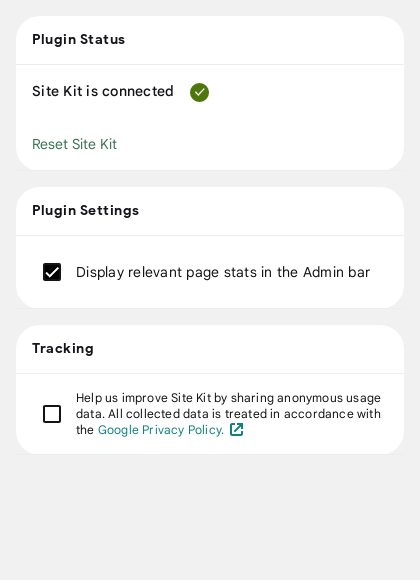 Plugin Status
Site Kit is connected
Reset Site Kit
Plugin Settings
Display relevant page stats in the Admin bar
Tracking
Help us improve Site Kit by sharing anonymous usage
data. All collected data is treated in accordance with
the Google Privacy Policy.